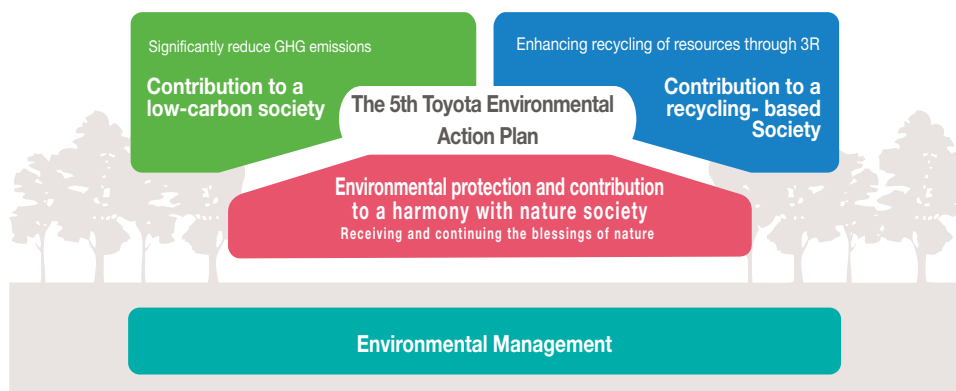 Significantly reduce GHG emissions
Contribution to a
low-carbon society
Enhancing recycling of resources through 3R
Contribution to a
recycling- based
Society
The 5th Toyota Environmental
Action Plan
Environmental protection and contribution
to a harmony with nature society
Receiving and continuing the blessings of nature
Environmental Management